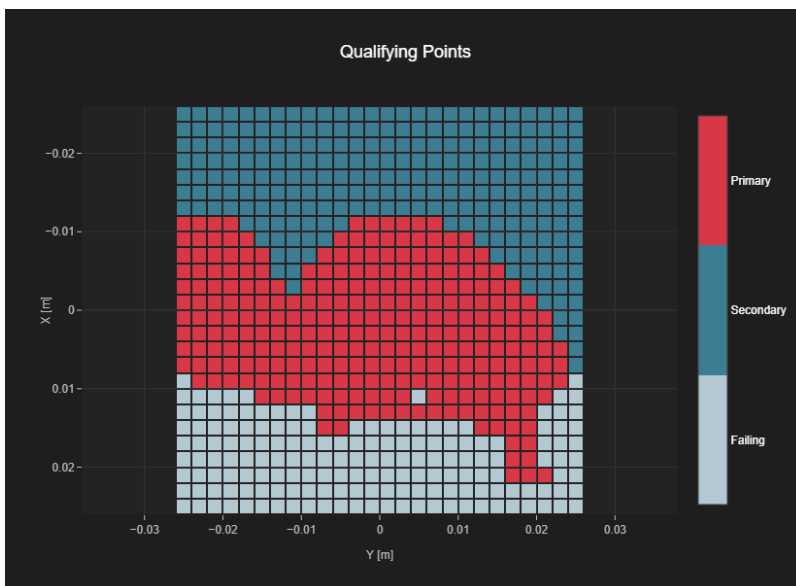 Qualifying Points
−0.02
−0.01
0
0.01
0.02
X [m]
−0.03
−0.02
−0.01
0
0.01
0.02
0.03
Y [m]
Primary
Secondary
Failing